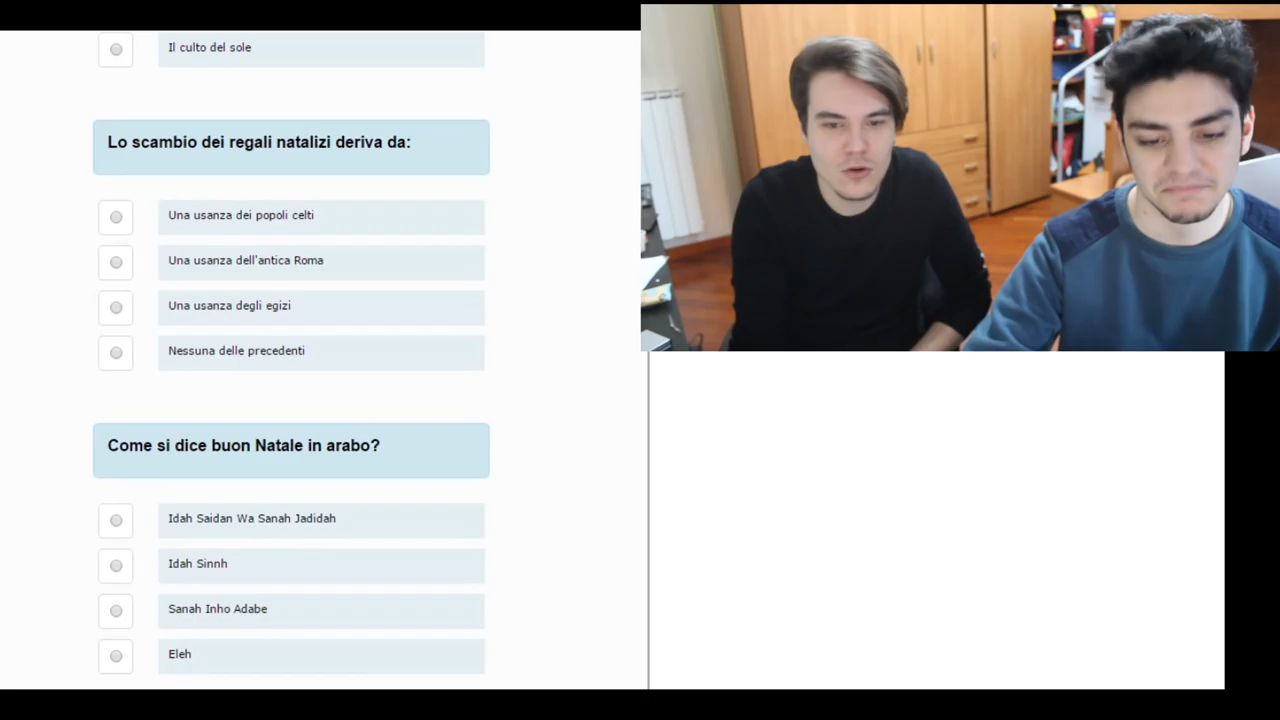 Il culto del sole
Lo scambio dei regali natalizi deriva da:
Una usanza dei popoli celti
Una usanza dell'antica Roma
Una usanza degli egizi
Nessuna delle precedenti
Come si dice buon Natale in arabo?
Idah Saidan Wa Sanah Jadidah
Idah Sinnh
Sanah Inho Adabe
Eleh